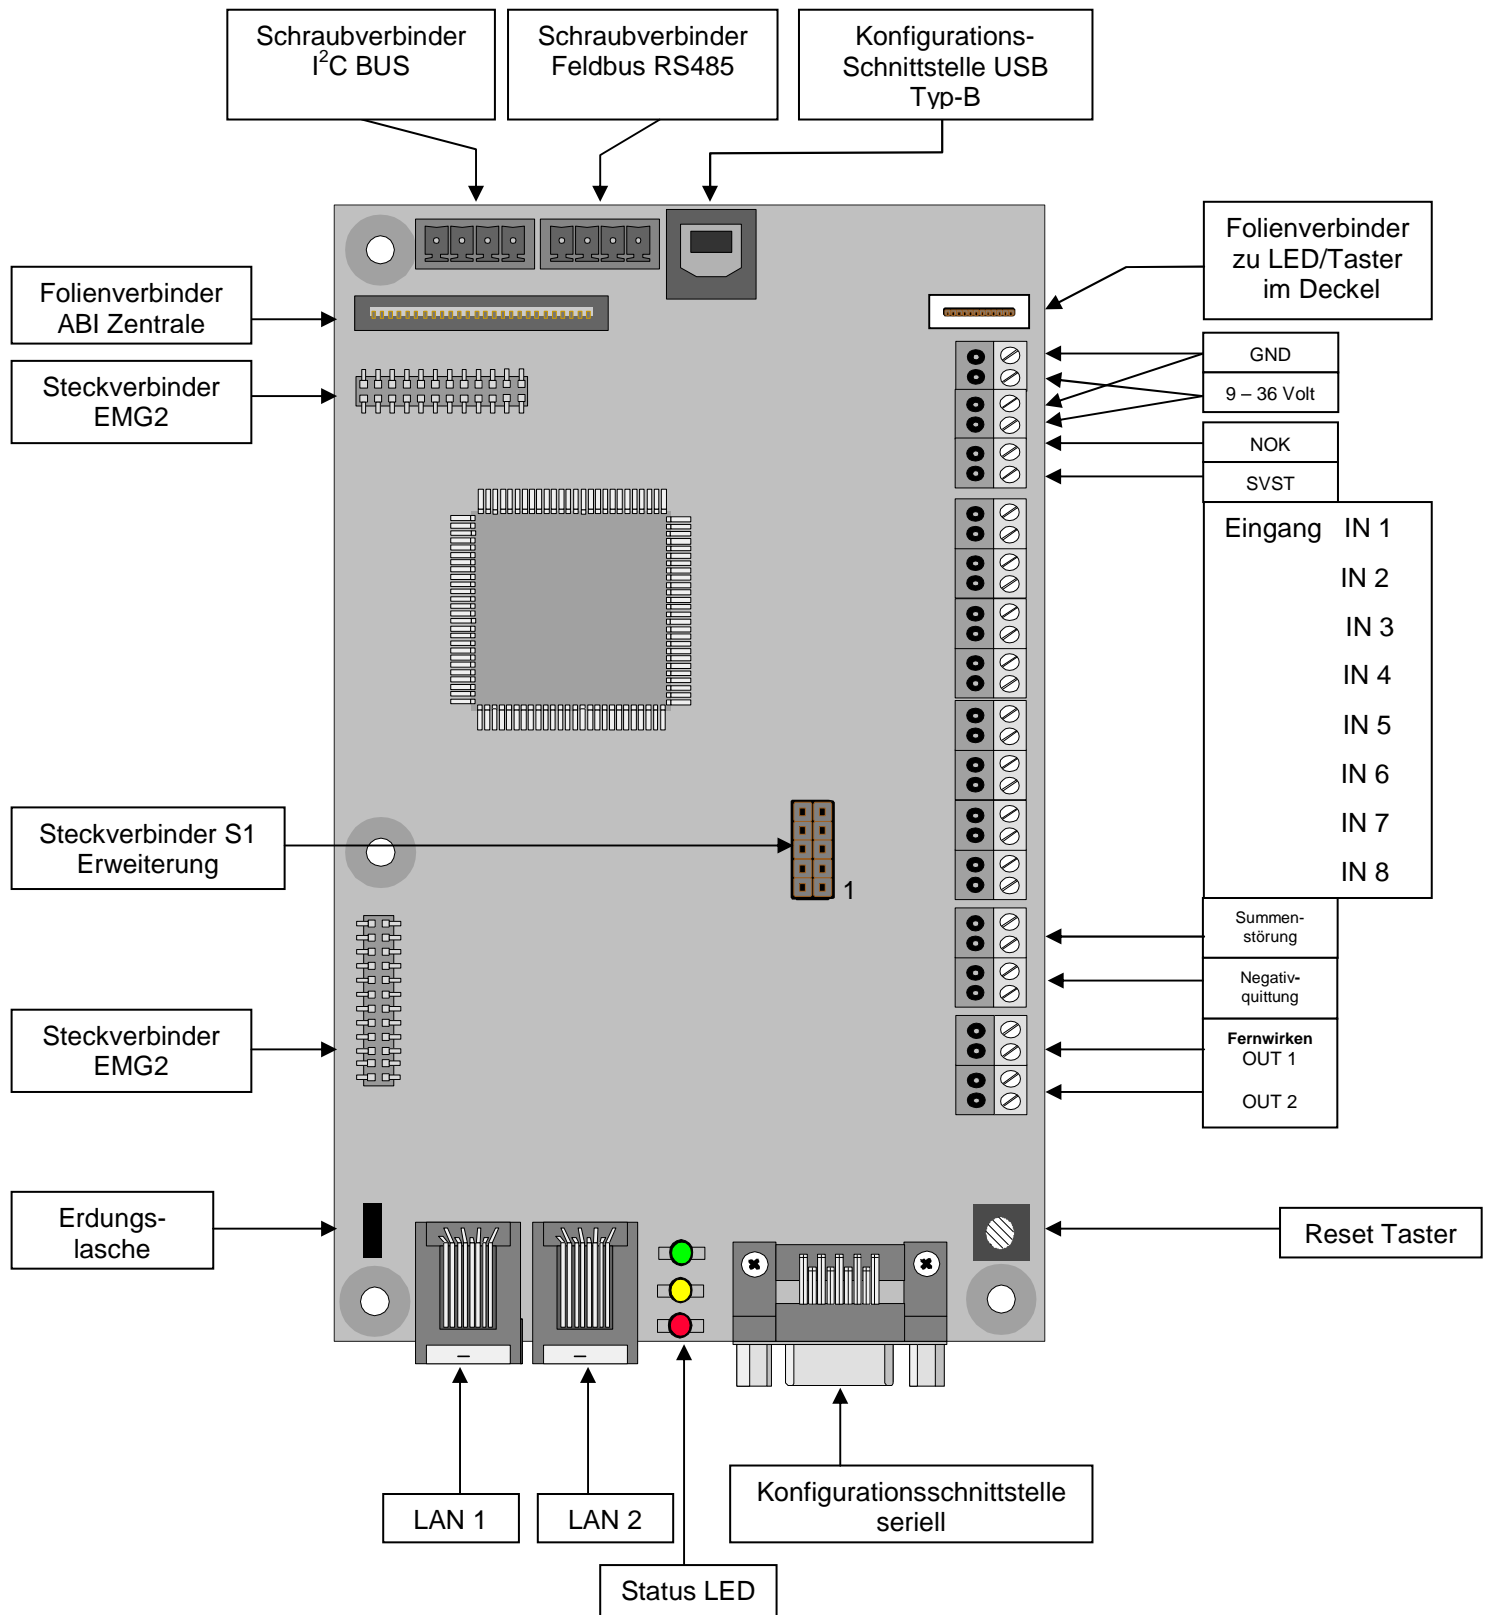 Schraubverbinder
I²C BUS
Schraubverbinder
Feldbus RS485
Konfigurations-
Schnittstelle USB
Typ-B
Folienverbinder
zu LED/Taster
im Deckel
Folienverbinder
ABI Zentrale
Steckverbinder
EMG2
GND
9 – 36 Volt
NOK
SVST
Eingang IN 1
IN 2
IN 3
IN 4
IN 5
IN 6
IN 7
IN 8
Steckverbinder S1
Erweiterung
1
Summen-
störung
Negativ-
quittung
Steckverbinder
EMG2
Fernwirken
OUT 1
OUT 2
Erdungs-
lasche
Reset Taster
LAN 1
LAN 2
Konfigurationsschnittstelle
seriell
Status LED